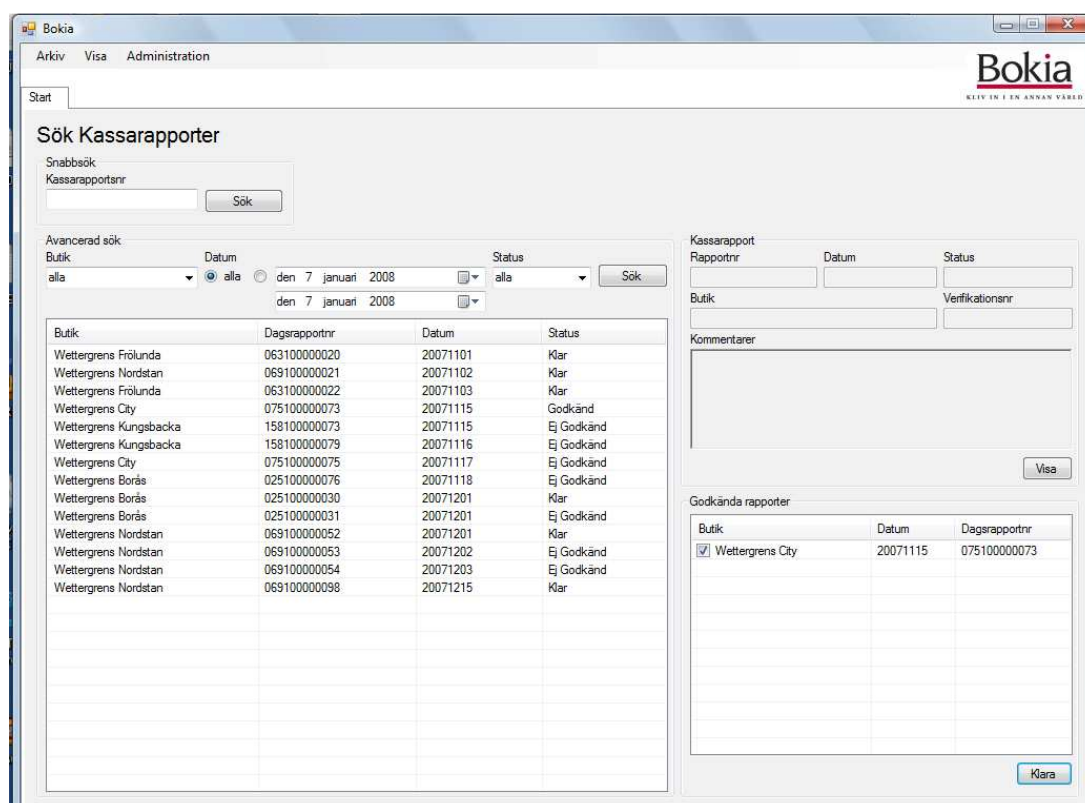 Bokia
Arkiv Visa Administration
Bokia
KLIV IN I EN ANNAN VÄRLD
Start
Sök Kassarapporter
Snabbsök
Kassarapportsnr
Sök
Avancerad sök
Butik Datum Status
alla alla den 7 januari 2008 alla Sök
den 7 januari 2008
Butik Dagsrapportnr Datum Status
Wettergrens Frölunda 063100000020 20071101 Klar
Wettergrens Nordstan 069100000021 20071102 Klar
Wettergrens Frölunda 063100000022 20071103 Klar
Wettergrens City 075100000073 20071115 Godkänd
Wettergrens Kungsbacka 158100000073 20071115 Ej Godkänd
Wettergrens Kungsbacka 158100000079 20071116 Ej Godkänd
Wettergrens City 075100000075 20071117 Ej Godkänd
Wettergrens Borås 025100000076 20071118 Ej Godkänd
Wettergrens Borås 025100000030 20071201 Klar
Wettergrens Borås 025100000031 20071201 Ej Godkänd
Wettergrens Nordstan 069100000052 20071201 Klar
Wettergrens Nordstan 069100000053 20071202 Ej Godkänd
Wettergrens Nordstan 069100000054 20071203 Ej Godkänd
Wettergrens Nordstan 069100000098 20071215 Klar
Kassarapport
Rapportnr Datum Status
Butik Verifikationsnr
Kommentarer
Visa
Godkända rapporter
Butik Datum Dagsrapportnr
Wettergrens City 20071115 075100000073
Klara